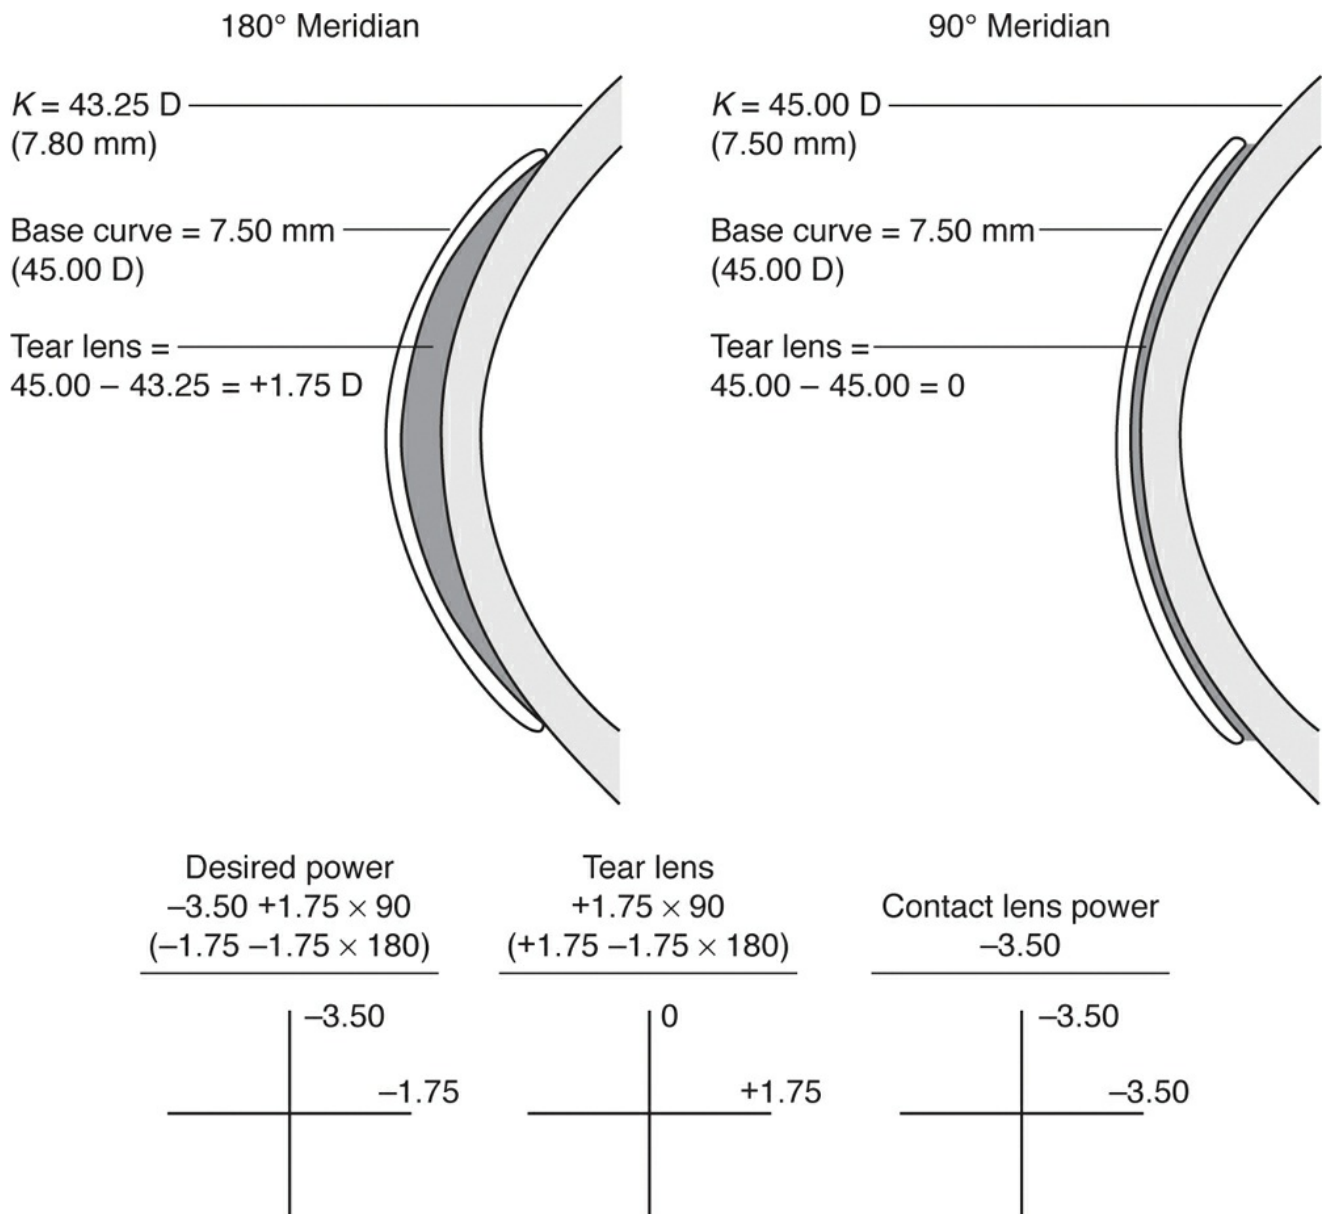 180° Meridian
K = 43.25 D
(7.80 mm)
Base curve = 7.50 mm
(45.00 D)
Tear lens =
45.00 – 43.25 = +1.75 D
90° Meridian
K = 45.00 D
(7.50 mm)
Base curve = 7.50 mm
(45.00 D)
Tear lens =
45.00 – 45.00 = 0
Desired power
–3.50 +1.75 × 90
(–1.75 –1.75 × 180)
–3.50
–1.75
Tear lens
+1.75 × 90
(+1.75 –1.75 × 180)
0
+1.75
Contact lens power
–3.50
–3.50
–3.50